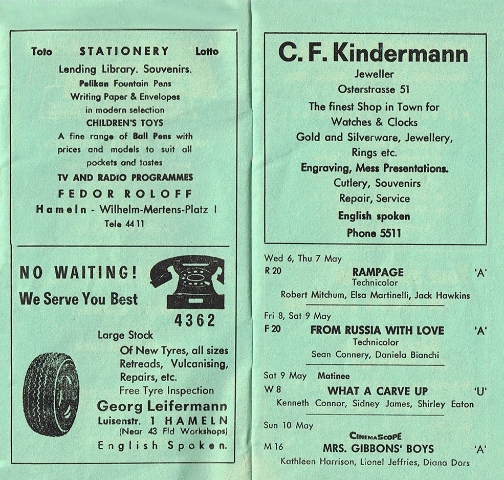 Toto STATIONERY Lotto
Lending Library. Souvenirs.
Pelikan Fountain Pens
Writing Paper & Envelopes
in modern selection
CHILDREN'S TOYS
A fine range of Ball Pens with
prices and models to suit all
pockets and tastes
TV AND RADIO PROGRAMMES
FEDOR ROLOFF
Hameln - Wilhelm-Mertens-Platz 1
Tele 4411
NO WAITING!
We Serve You Best
4362
Large Stock
Of New Tyres, all sizes
Retreads, Vulcanising,
Repairs, etc.
Free Tyre Inspection
Georg Leifermann
Luisenstr. 1 HAMELN
(Near 43 Fld Workshops)
English Spoken.
C. F. Kindermann
Jeweller
Osterstrasse 51
The finest Shop in Town for
Watches & Clocks
Gold and Silverware, Jewellery,
Rings etc.
Engraving, Mess Presentations.
Cutlery, Souvenirs
Repair, Service
English spoken
Phone 5511
Wed 6, Thu 7 May
R 20 RAMPAGE 'A'
Technicolor
Robert Mitchum, Elsa Martinelli, Jack Hawkins
Fri 8, Sat 9 May
F 20 FROM RUSSIA WITH LOVE 'A'
Technicolor
Sean Connery, Daniela Bianchi
Sat 9 May Matinee
W 8 WHAT A CARVE UP 'U'
Kenneth Connor, Sidney James, Shirley Eaton
Sun 10 May
CINEMASCOPE
M 16 MRS. GIBBONS' BOYS 'A'
Kathleen Harrison, Lionel Jeffries, Diana Dors